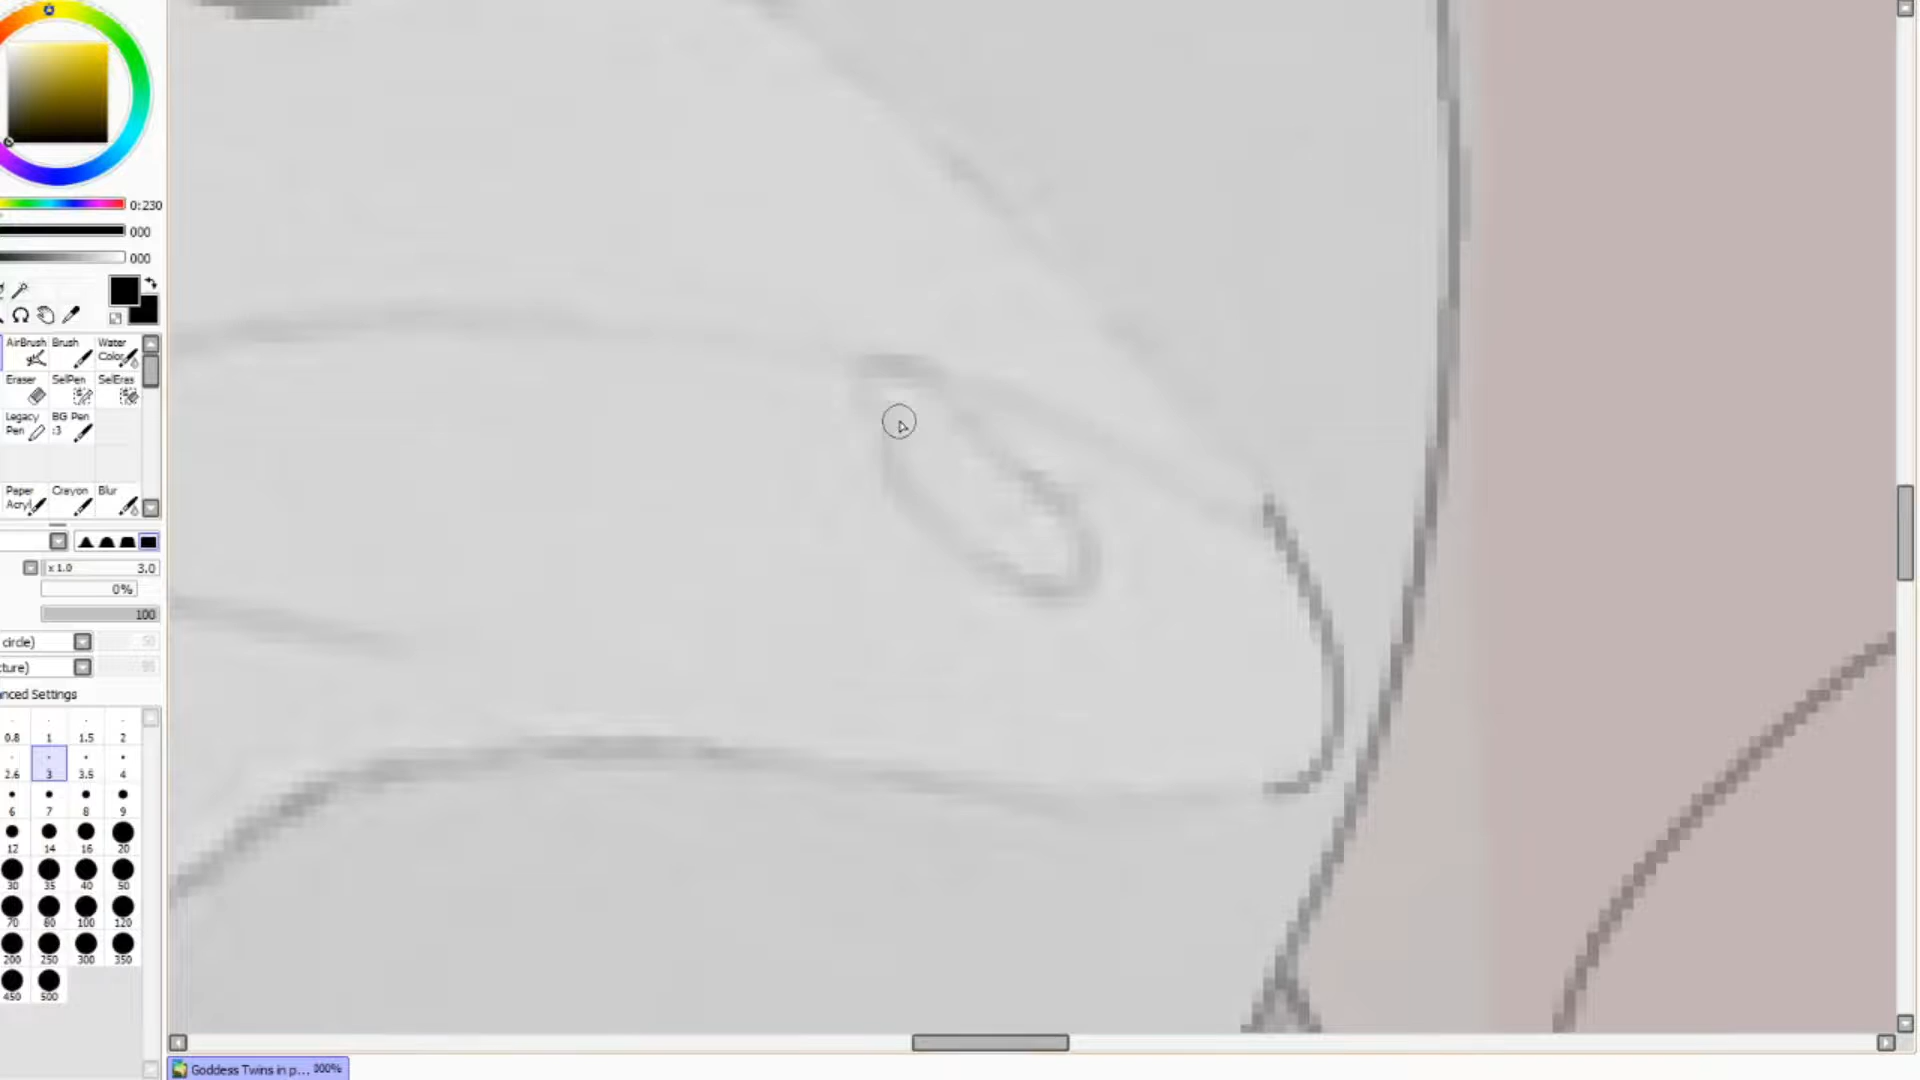 0:230
000
000
AirBrush Brush Water Color
Eraser SelPen SelEras
Legacy Pen BG Pen :3
Paper Acryl Crayon Blur
x 1.0 3.0
0%
100
circle) 50
ture) 95
nced Settings
0.8 1 1.5 2
2.6 3 3.5 4
6 7 8 9
12 14 16 20
30 35 40 50
70 80 100 120
200 250 300 350
450 500
Goddess Twins in p... 300%